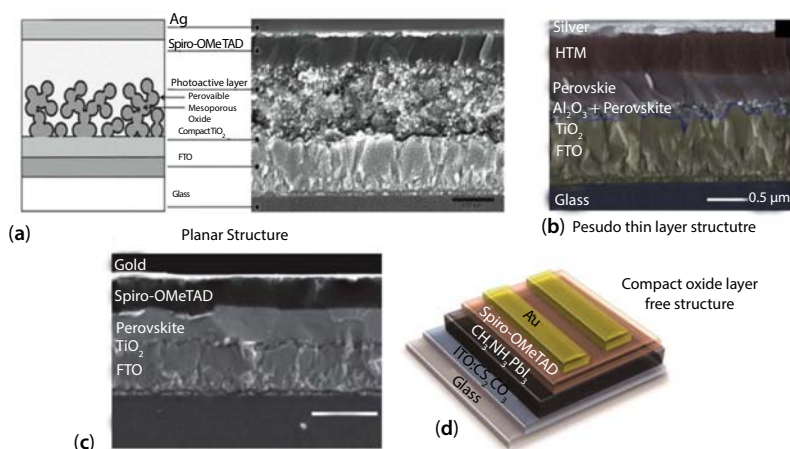 Ag
Spiro-OMeTAD
Photoactive layer
Perovaible
Mesoporous
Oxide
CompactTiO2
FTO
Glass
(a)
Silver
HTM
Perovskie
Al2O3 + Perovskite
TiO2
FTO
Glass
0.5 μm
(b) Pesudo thin layer structutre
Planar Structure
Gold
Spiro-OMeTAD
Perovskite
TiO2
FTO
(c)
Compact oxide layer
free structure
Au
Spiro-OMeTAD
CH3NH3PbI3
ITO:CS2CO3
Glass
(d)